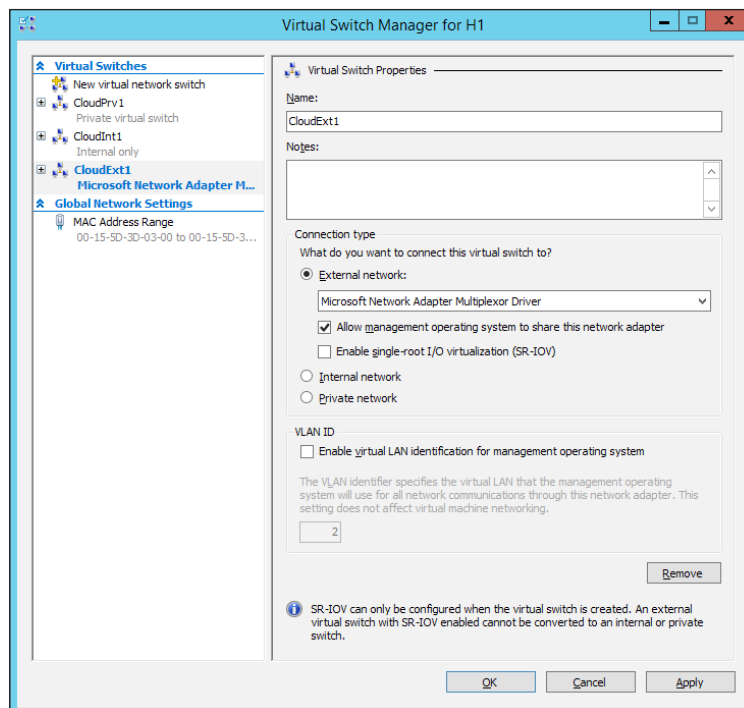 Virtual Switch Manager for H1
Virtual Switches
New virtual network switch
CloudPrv1
Private virtual switch
CloudInt1
Internal only
CloudExt1
Microsoft Network Adapter M...
Global Network Settings
MAC Address Range
00-15-5D-3D-03-00 to 00-15-5D-3...
Virtual Switch Properties
Name:
CloudExt1
Notes:
Connection type
What do you want to connect this virtual switch to?
External network:
Microsoft Network Adapter Multiplexor Driver
Allow management operating system to share this network adapter
Enable single-root I/O virtualization (SR-IOV)
Internal network
Private network
VLAN ID
Enable virtual LAN identification for management operating system
The VLAN identifier specifies the virtual LAN that the management operating
system will use for all network communications through this network adapter. This
setting does not affect virtual machine networking.
2
Remove
SR-IOV can only be configured when the virtual switch is created. An external
virtual switch with SR-IOV enabled cannot be converted to an internal or private
switch.
OK
Cancel
Apply